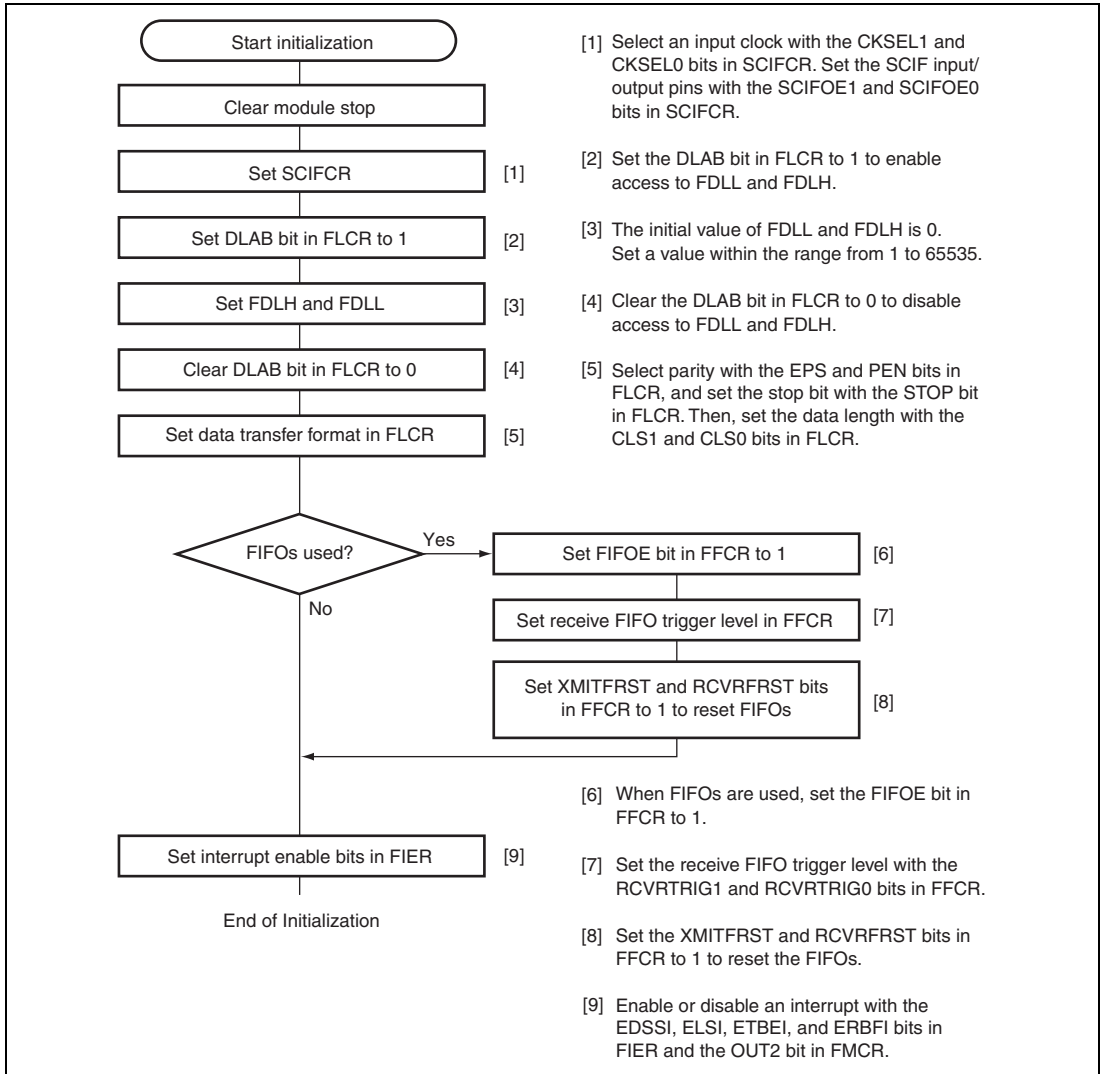 Start initialization
Clear module stop
Set SCIFCR
[1]
Set DLAB bit in FLCR to 1
[2]
Set FDLH and FDLL
[3]
Clear DLAB bit in FLCR to 0
[4]
Set data transfer format in FLCR
[5]
FIFOs used?
Yes
No
Set FIFOE bit in FFCR to 1
[6]
Set receive FIFO trigger level in FFCR
[7]
Set XMITFRST and RCVRFRST bits
in FFCR to 1 to reset FIFOs
[8]
Set interrupt enable bits in FIER
[9]
End of Initialization
[1] Select an input clock with the CKSEL1 and
CKSEL0 bits in SCIFCR. Set the SCIF input/
output pins with the SCIFOE1 and SCIFOE0
bits in SCIFCR.
[2] Set the DLAB bit in FLCR to 1 to enable
access to FDLL and FDLH.
[3] The initial value of FDLL and FDLH is 0.
Set a value within the range from 1 to 65535.
[4] Clear the DLAB bit in FLCR to 0 to disable
access to FDLL and FDLH.
[5] Select parity with the EPS and PEN bits in
FLCR, and set the stop bit with the STOP bit
in FLCR. Then, set the data length with the
CLS1 and CLS0 bits in FLCR.
[6] When FIFOs are used, set the FIFOE bit in
FFCR to 1.
[7] Set the receive FIFO trigger level with the
RCVRTRIG1 and RCVRTRIG0 bits in FFCR.
[8] Set the XMITFRST and RCVRFRST bits in
FFCR to 1 to reset the FIFOs.
[9] Enable or disable an interrupt with the
EDSSI, ELSI, ETBEI, and ERBFI bits in
FIER and the OUT2 bit in FMCR.